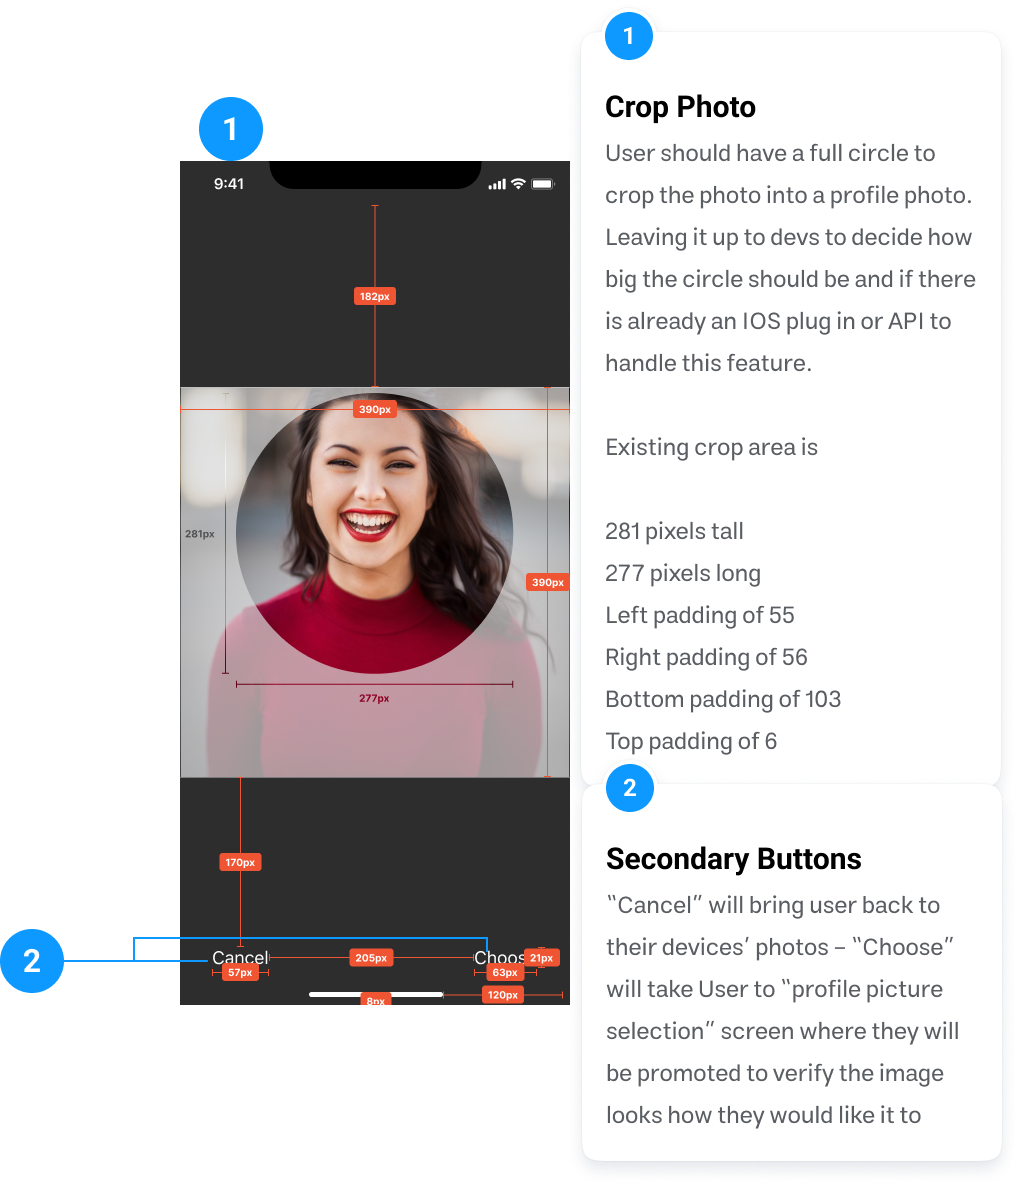 1
9:41
182px
390px
281px
390px
277px
170px
2
Cancel
205px
Choos
21px
57px
63px
8px
120px
1
Crop Photo
User should have a full circle to
crop the photo into a profile photo.
Leaving it up to devs to decide how
big the circle should be and if there
is already an IOS plug in or API to
handle this feature.
Existing crop area is
281 pixels tall
277 pixels long
Left padding of 55
Right padding of 56
Bottom padding of 103
Top padding of 6
2
Secondary Buttons
“Cancel” will bring user back to
their devices’ photos – “Choose”
will take User to “profile picture
selection” screen where they will
be promoted to verify the image
looks how they would like it to